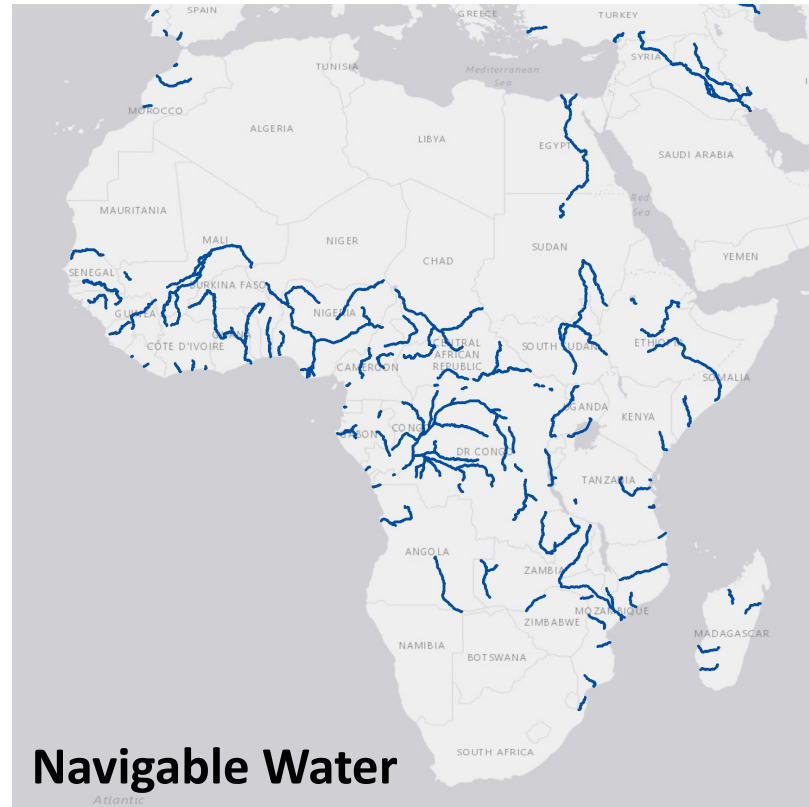 SPAIN
GREECE
TURKEY
TUNISIA
Mediterranean
Sea
SYRIA
MOROCCO
ALGERIA
LIBYA
EGYPT
SAUDI ARABIA
MAURITANIA
Red
Sea
MALI
NIGER
CHAD
SUDAN
YEMEN
SENEGAL
BURKINA FASO
GUINEA
NIGERIA
GHANA
CÔTE D'IVOIRE
CENTRAL
AFRICAN
REPUBLIC
SOUTH SUDAN
ETHIOPIA
CAMEROON
SOMALIA
UGANDA
KENYA
GABON
CONGO
DR CONGO
TANZANIA
ANGOLA
ZAMBIA
MOZAMBIQUE
ZIMBABWE
MADAGASCAR
NAMIBIA
BOTSWANA
SOUTH AFRICA
Navigable Water
Atlantic